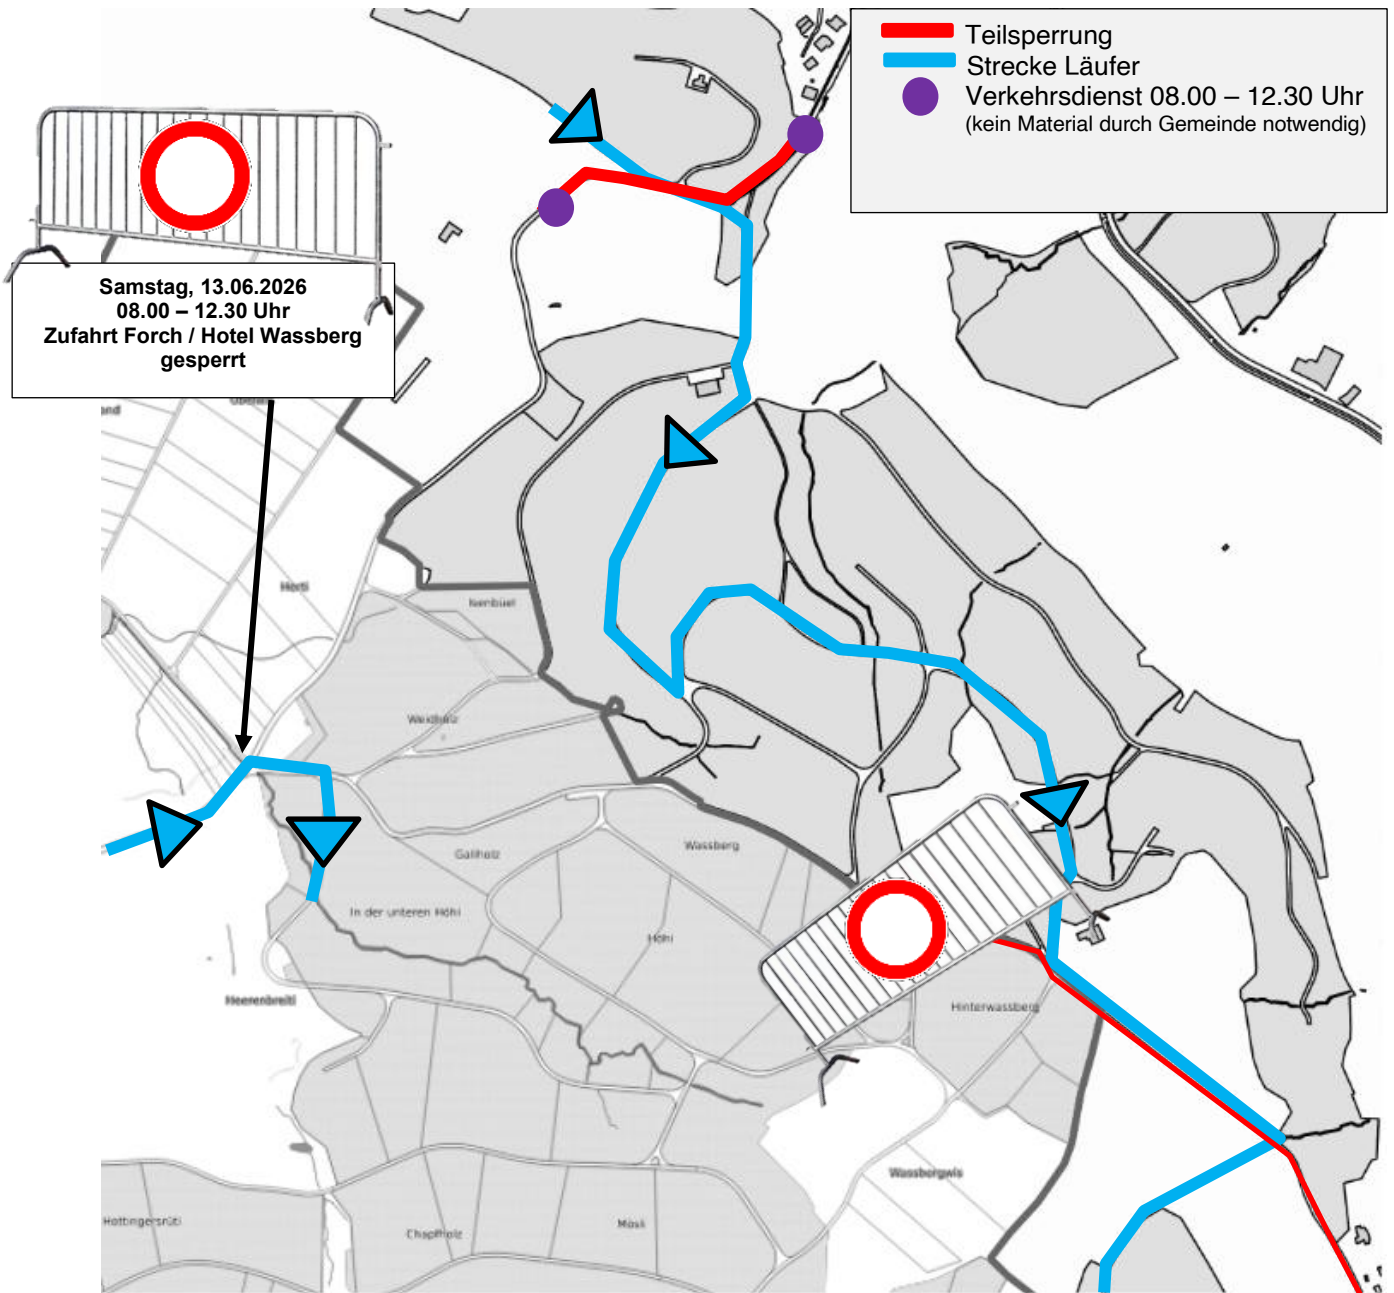 Teilsperrung
Strecke Läufer
Verkehrsdienst 08.00 – 12.30 Uhr
(kein Material durch Gemeinde notwendig)
Samstag, 13.06.2026
08.00 – 12.30 Uhr
Zufahrt Forch / Hotel Wassberg
gesperrt
Isenbüel
Weidholz
Gallholz
Wassberg
In der unteren Höhi
Höhi
Heerenbreiti
Hinterwassberg
Wassbergwis
Hottingersrüti
Chapfholz
Mösli